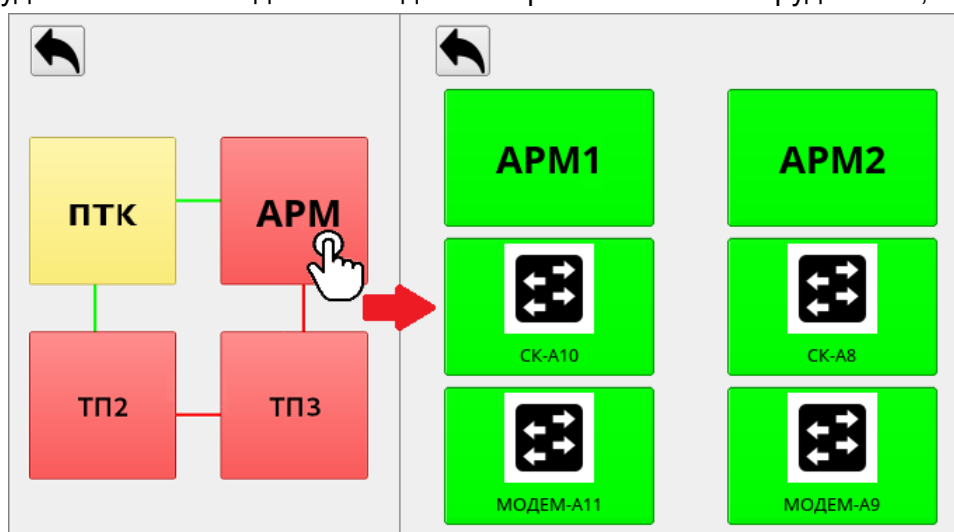 ПТК
АРМ
ТП2
ТП3
АРМ1
АРМ2
СК-А10
СК-А8
МОДЕМ-А11
МОДЕМ-А9